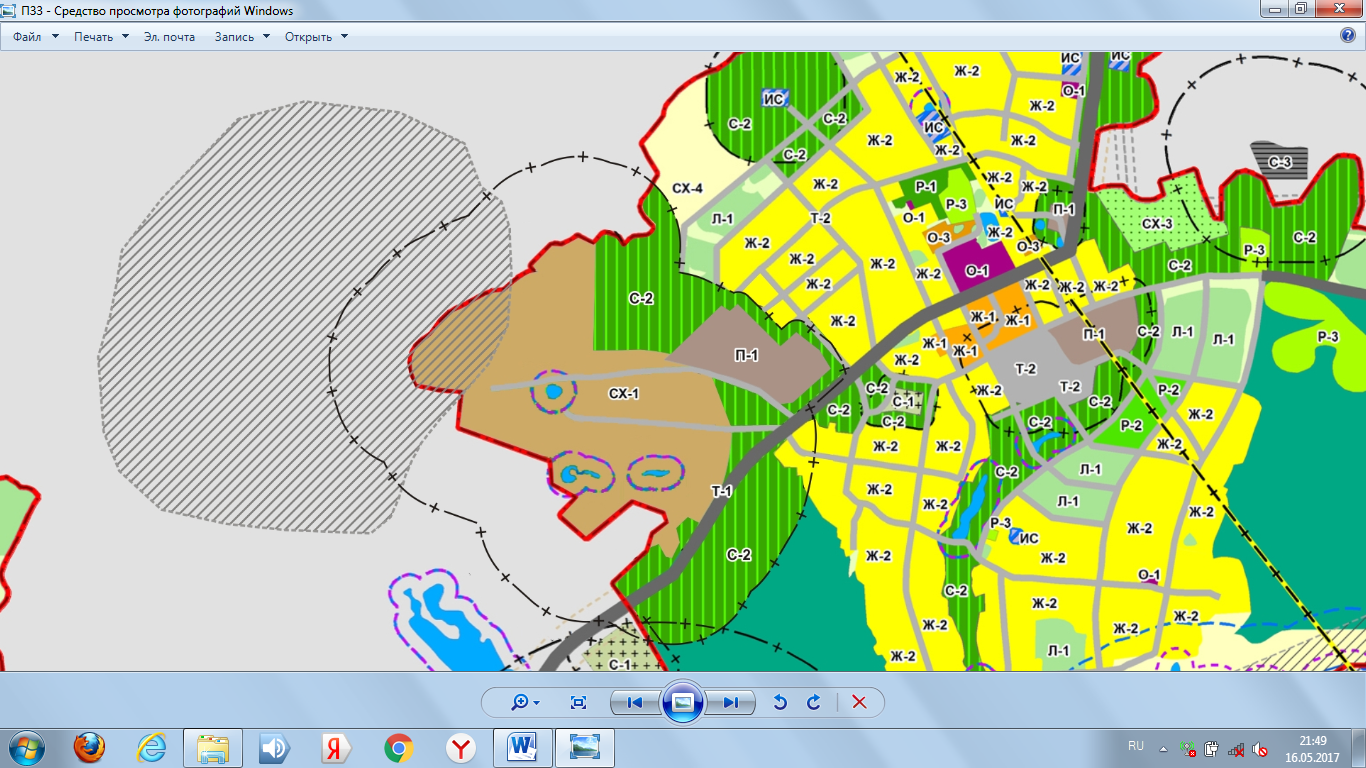 ПЗЗ - Средство просмотра фотографий Windows
Файл Печать Эл. почта Запись Открыть
ИС ИС
Ж-2 Ж-2
О-1
ИС
Ж-2
С-2 С-2
ИС
Ж-2 Ж-2
Ж-2
С-2
С-3
Ж-2
СХ-4 Ж-2 Р-1 Ж-2
Р-3 ИС П-1
Л-1 Т-2 О-1
СХ-3
Ж-2
О-3 Ж-2
Ж-2 О-3
С-2
Р-3
Ж-2 Ж-2
О-1
С-2
Ж-2
Ж-2 Ж-2 Ж-2 Ж-2
С-2
Ж-2
Ж-1 Ж-1
П-1 С-2 Л-1
Ж-1 Л-1 Р-3
П-1 Ж-1
Ж-2
Т-2
СХ-1 С-2 Ж-2 Т-2 Р-2
С-1 С-2
С-2 Ж-2
С-2 С-2 Р-2
Ж-2 Ж-2 Ж-2
С-2 Л-1
Т-1 Ж-2
Ж-2 Л-1
Ж-2
Р-3 Ж-2
ИС
С-2 Ж-2 Ж-2
О-1
С-2
Ж-2
Ж-2 Ж-2
Ж-2
Ж-2 Л-1
С-1
RU
21:49
16.05.2017